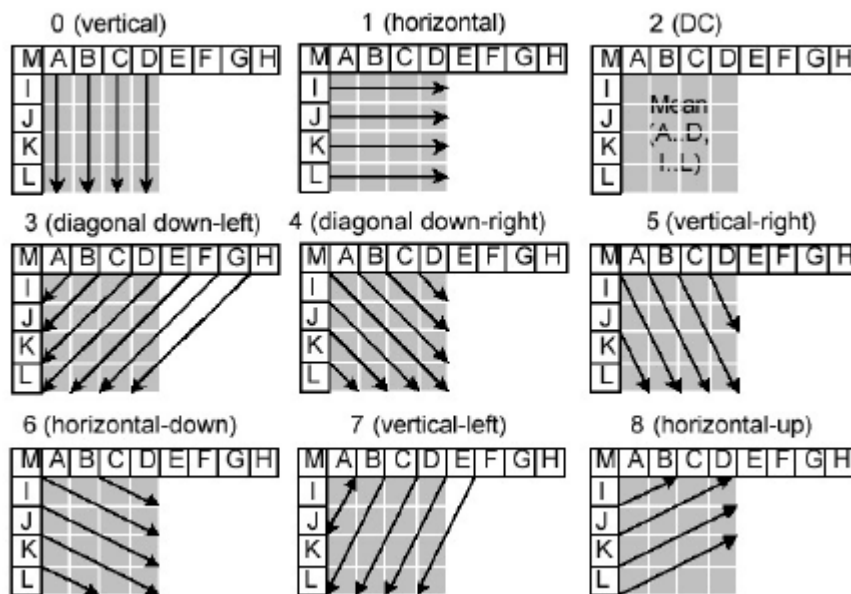 0 (vertical)
1 (horizontal)
2 (DC)
M A B C D E F G H
M A B C D E F G H
M A B C D E F G H
I
J
K
L
I
J
K
L
I
J
K
L
Mean
(A..D,
I..L)
3 (diagonal down-left)
4 (diagonal down-right)
5 (vertical-right)
M A B C D E F G H
M A B C D E F G H
M A B C D E F G H
I
J
K
L
I
J
K
L
I
J
K
L
6 (horizontal-down)
7 (vertical-left)
8 (horizontal-up)
M A B C D E F G H
M A B C D E F G H
M A B C D E F G H
I
J
K
L
I
J
K
L
I
J
K
L